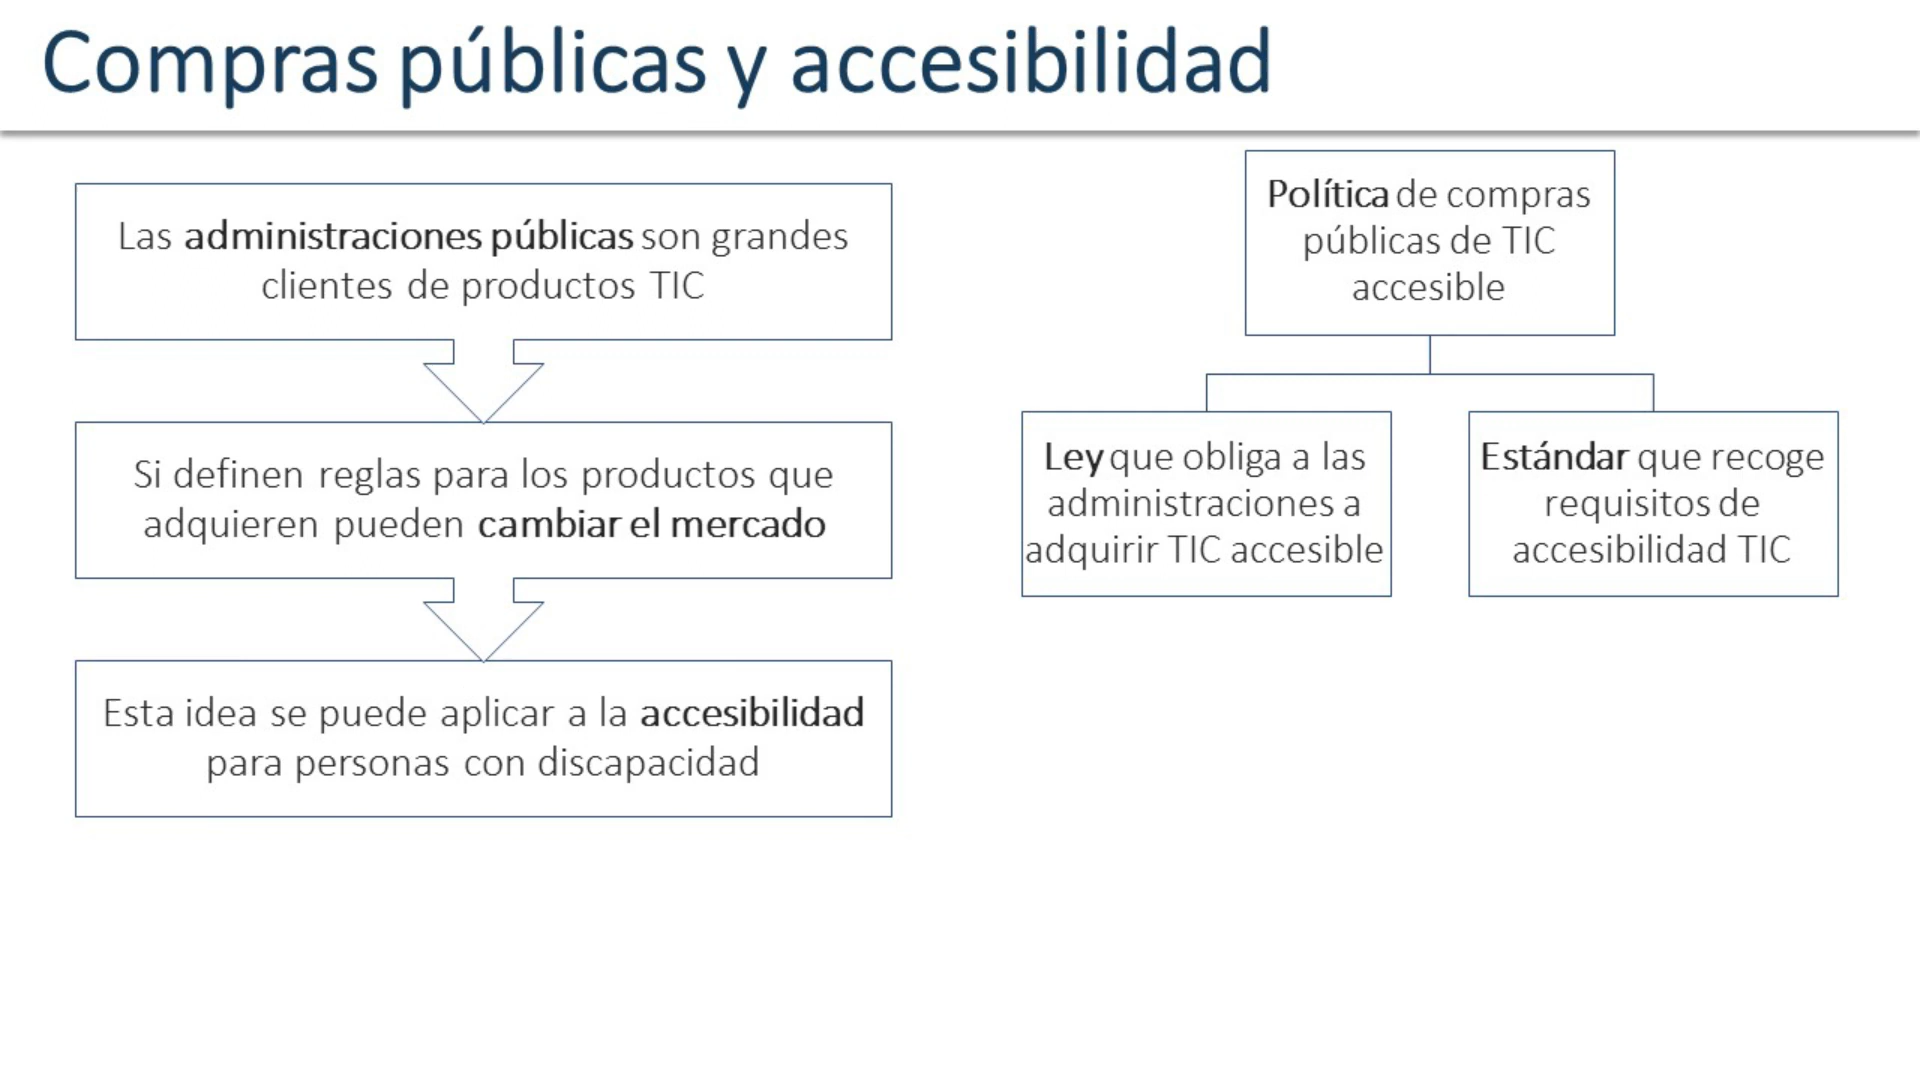 Compras públicas y accesibilidad
Las administraciones públicas son grandes
clientes de productos TIC
Si definen reglas para los productos que
adquieren pueden cambiar el mercado
Esta idea se puede aplicar a la accesibilidad
para personas con discapacidad
Política de compras
públicas de TIC
accesible
Ley que obliga a las
administraciones a
adquirir TIC accesible
Estándar que recoge
requisitos de
accesibilidad TIC